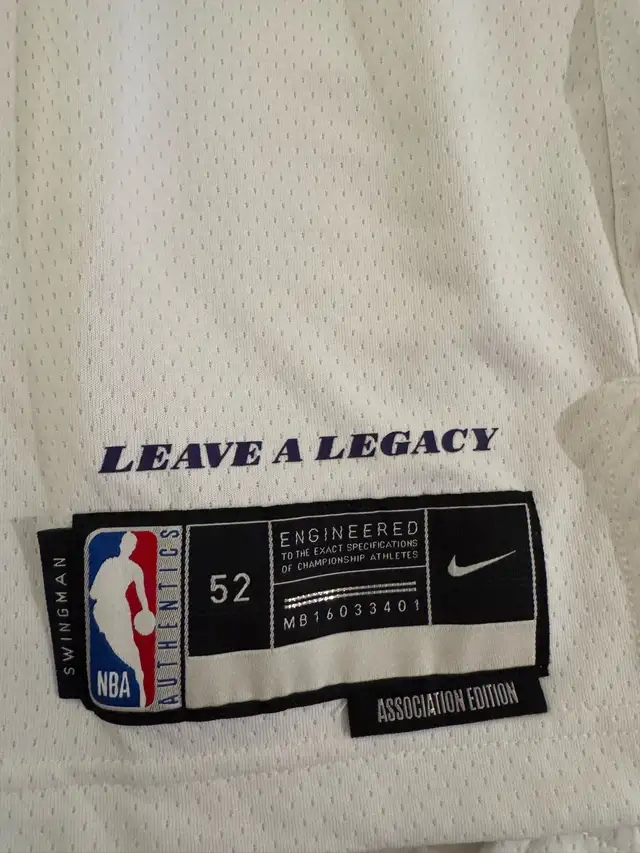 LEAVE A LEGACY
SWINGMAN
NBA
AUTHENTICS
52
ENGINEERED
TO THE EXACT SPECIFICATIONS
OF CHAMPIONSHIP ATHLETES
MB16033401
ASSOCIATION EDITION